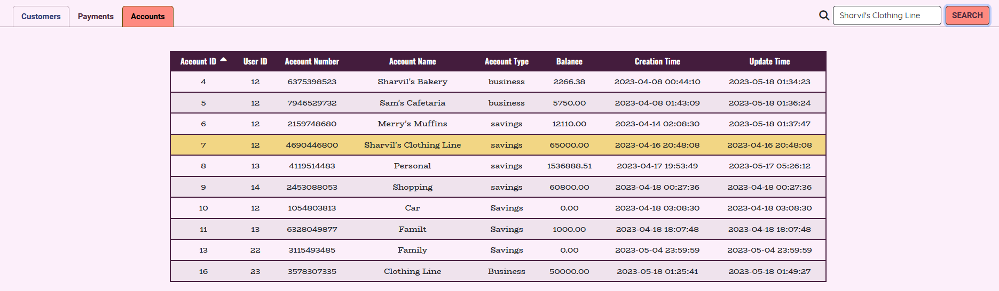 Customers Payments Accounts Sharvil's Clothing Line SEARCH
Account ID User ID Account Number Account Name Account Type Balance Creation Time Update Time
4 12 6375398523 Sharvil's Bakery business 2266.38 2023-04-08 00:44:10 2023-05-18 01:34:23
5 12 7946529732 Sam's Cafetaria business 5750.00 2023-04-08 01:43:09 2023-05-18 01:36:24
6 12 2159748680 Merry's Muffins savings 12110.00 2023-04-14 02:08:30 2023-05-18 01:37:47
7 12 4690446800 Sharvil's Clothing Line savings 65000.00 2023-04-16 20:48:08 2023-04-16 20:48:08
8 13 4119514483 Personal savings 1536888.51 2023-04-17 19:53:49 2023-05-17 05:26:12
9 14 2453088053 Shopping savings 60800.00 2023-04-18 00:27:36 2023-04-18 00:27:36
10 12 1054803813 Car Savings 0.00 2023-04-18 03:08:30 2023-04-18 03:08:30
11 13 6328049877 Familt Savings 1000.00 2023-04-18 18:07:48 2023-04-18 18:07:48
13 22 3115493485 Family Savings 0.00 2023-05-04 23:59:59 2023-05-04 23:59:59
16 23 3578307335 Clothing Line Business 50000.00 2023-05-18 01:25:41 2023-05-18 01:49:27